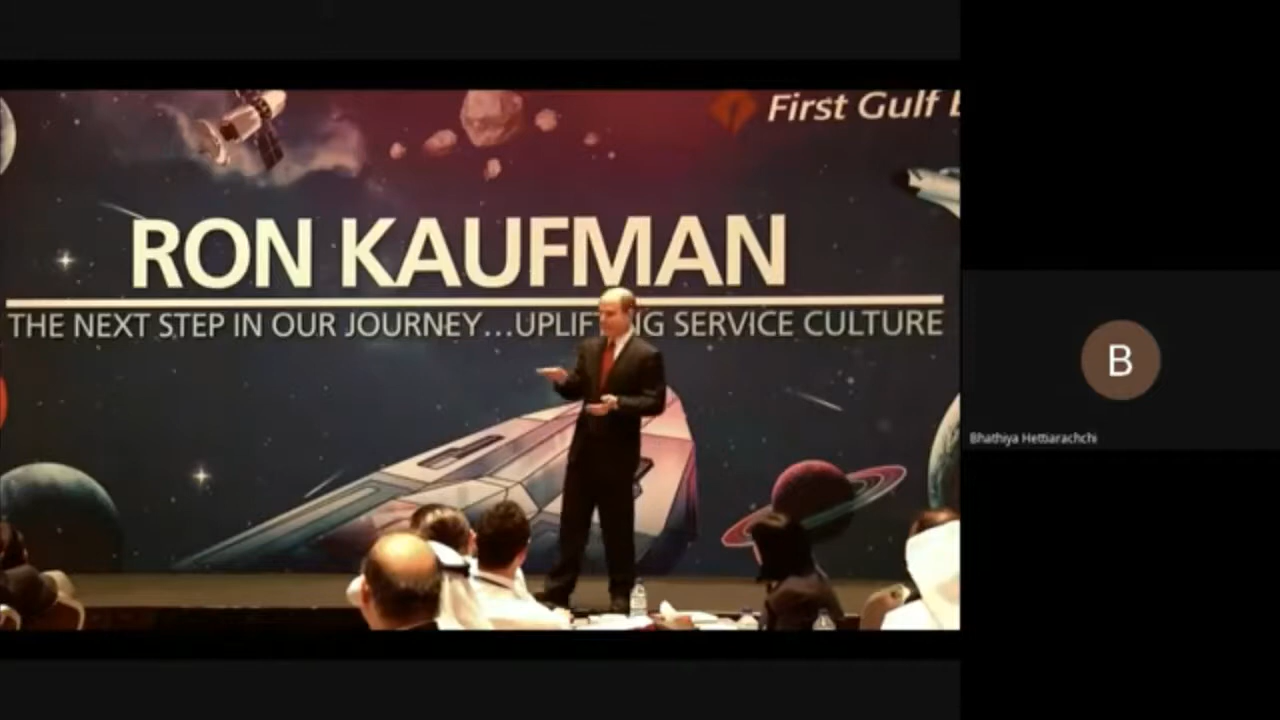 First Gulf
RON KAUFMAN
THE NEXT STEP IN OUR JOURNEY...UPLIFTING SERVICE CULTURE
B
Bhathiya Hettiarachchi